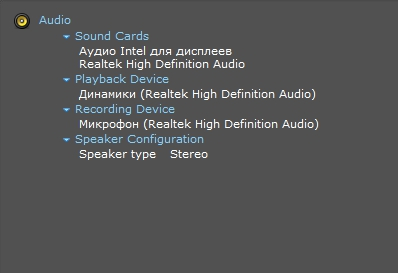 Audio
Sound Cards
Аудио Intel для дисплеев
Realtek High Definition Audio
Playback Device
Динамики (Realtek High Definition Audio)
Recording Device
Микрофон (Realtek High Definition Audio)
Speaker Configuration
Speaker type Stereo